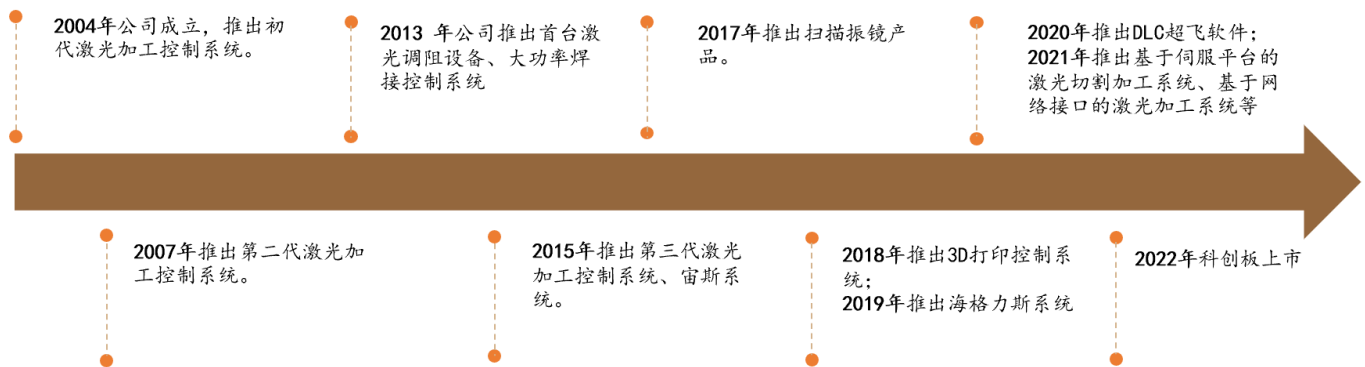 2004年公司成立，推出初
代激光加工控制系统。
2013 年公司推出首台激
光调阻设备、大功率焊
接控制系统
2017年推出扫描振镜产
品。
2020年推出DLC超飞软件；
2021年推出基于伺服平台的
激光切割加工系统、基于网
络接口的激光加工系统等
2007年推出第二代激光加
工控制系统。
2015年推出第三代激光
加工控制系统、宙斯系
统。
2018年推出3D打印控制系
统；
2019年推出海格力斯系统
2022年科创板上市